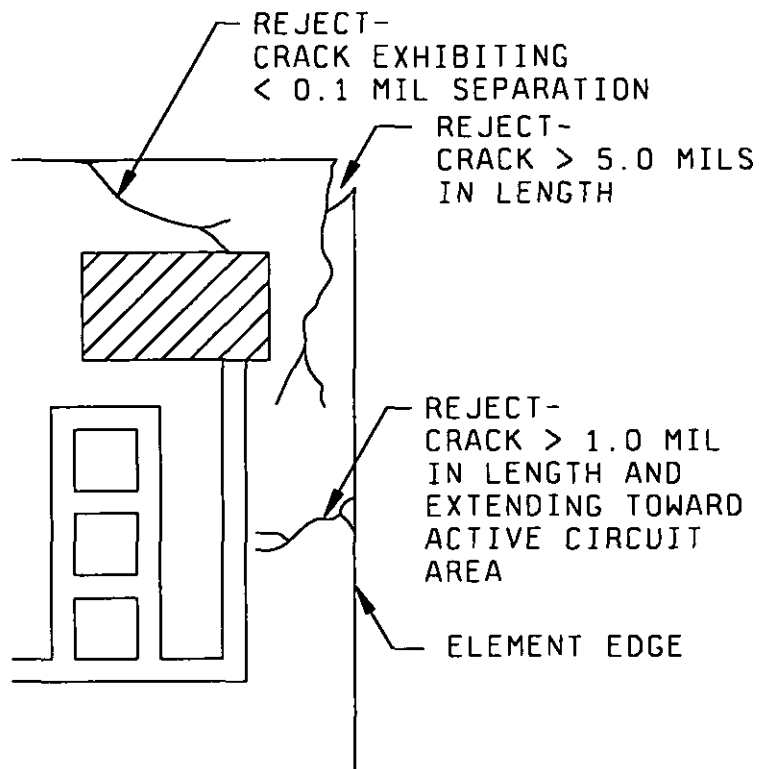 REJECT-
CRACK EXHIBITING
< 0.1 MIL SEPARATION
REJECT-
CRACK > 5.0 MILS
IN LENGTH
REJECT-
CRACK > 1.0 MIL
IN LENGTH AND
EXTENDING TOWARD
ACTIVE CIRCUIT
AREA
ELEMENT EDGE